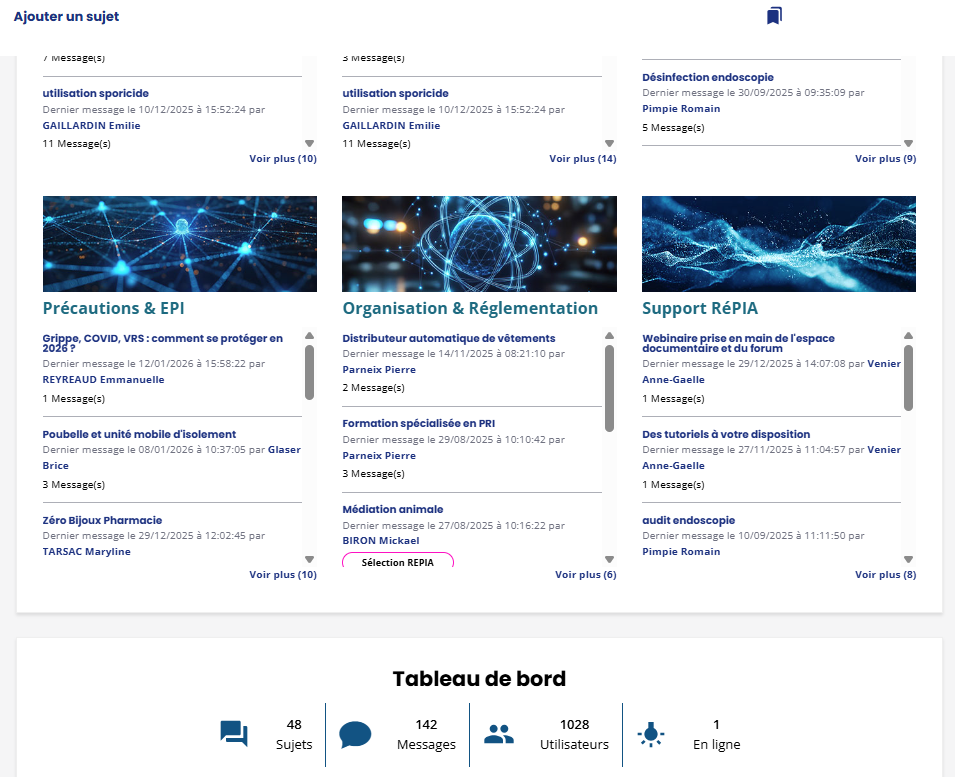 Ajouter un sujet
7 Message(s)
utilisation sporicide
Dernier message le 10/12/2025 à 15:52:24 par
GAILLARDIN Emilie
11 Message(s)
Voir plus (10)
3 Message(s)
utilisation sporicide
Dernier message le 10/12/2025 à 15:52:24 par
GAILLARDIN Emilie
11 Message(s)
Voir plus (14)
Désinfection endoscopie
Dernier message le 30/09/2025 à 09:35:09 par
Pimpie Romain
5 Message(s)
Voir plus (9)
Précautions & EPI
Grippe, COVID, VRS : comment se protéger en
2026 ?
Dernier message le 12/01/2026 à 15:58:22 par
REYREAUD Emmanuelle
1 Message(s)
Poubelle et unité mobile d'isolement
Dernier message le 08/01/2026 à 10:37:05 par Glaser
Brice
3 Message(s)
Zéro Bijoux Pharmacie
Dernier message le 29/12/2025 à 12:02:45 par
TARSAC Maryline
Voir plus (10)
Organisation & Réglementation
Distributeur automatique de vêtements
Dernier message le 14/11/2025 à 08:21:10 par
Parneix Pierre
2 Message(s)
Formation spécialisée en PRI
Dernier message le 29/08/2025 à 10:10:42 par
Parneix Pierre
3 Message(s)
Médiation animale
Dernier message le 27/08/2025 à 10:16:22 par
BIRON Mickael
Sélection REPIA
Voir plus (6)
Support RéPIA
Webinaire prise en main de l'espace
documentaire et du forum
Dernier message le 29/12/2025 à 14:07:08 par Venier
Anne-Gaelle
1 Message(s)
Des tutoriels à votre disposition
Dernier message le 27/11/2025 à 11:04:57 par Venier
Anne-Gaelle
1 Message(s)
audit endoscopie
Dernier message le 10/09/2025 à 11:11:50 par
Pimpie Romain
Voir plus (8)
Tableau de bord
48
Sujets
142
Messages
1028
Utilisateurs
1
En ligne